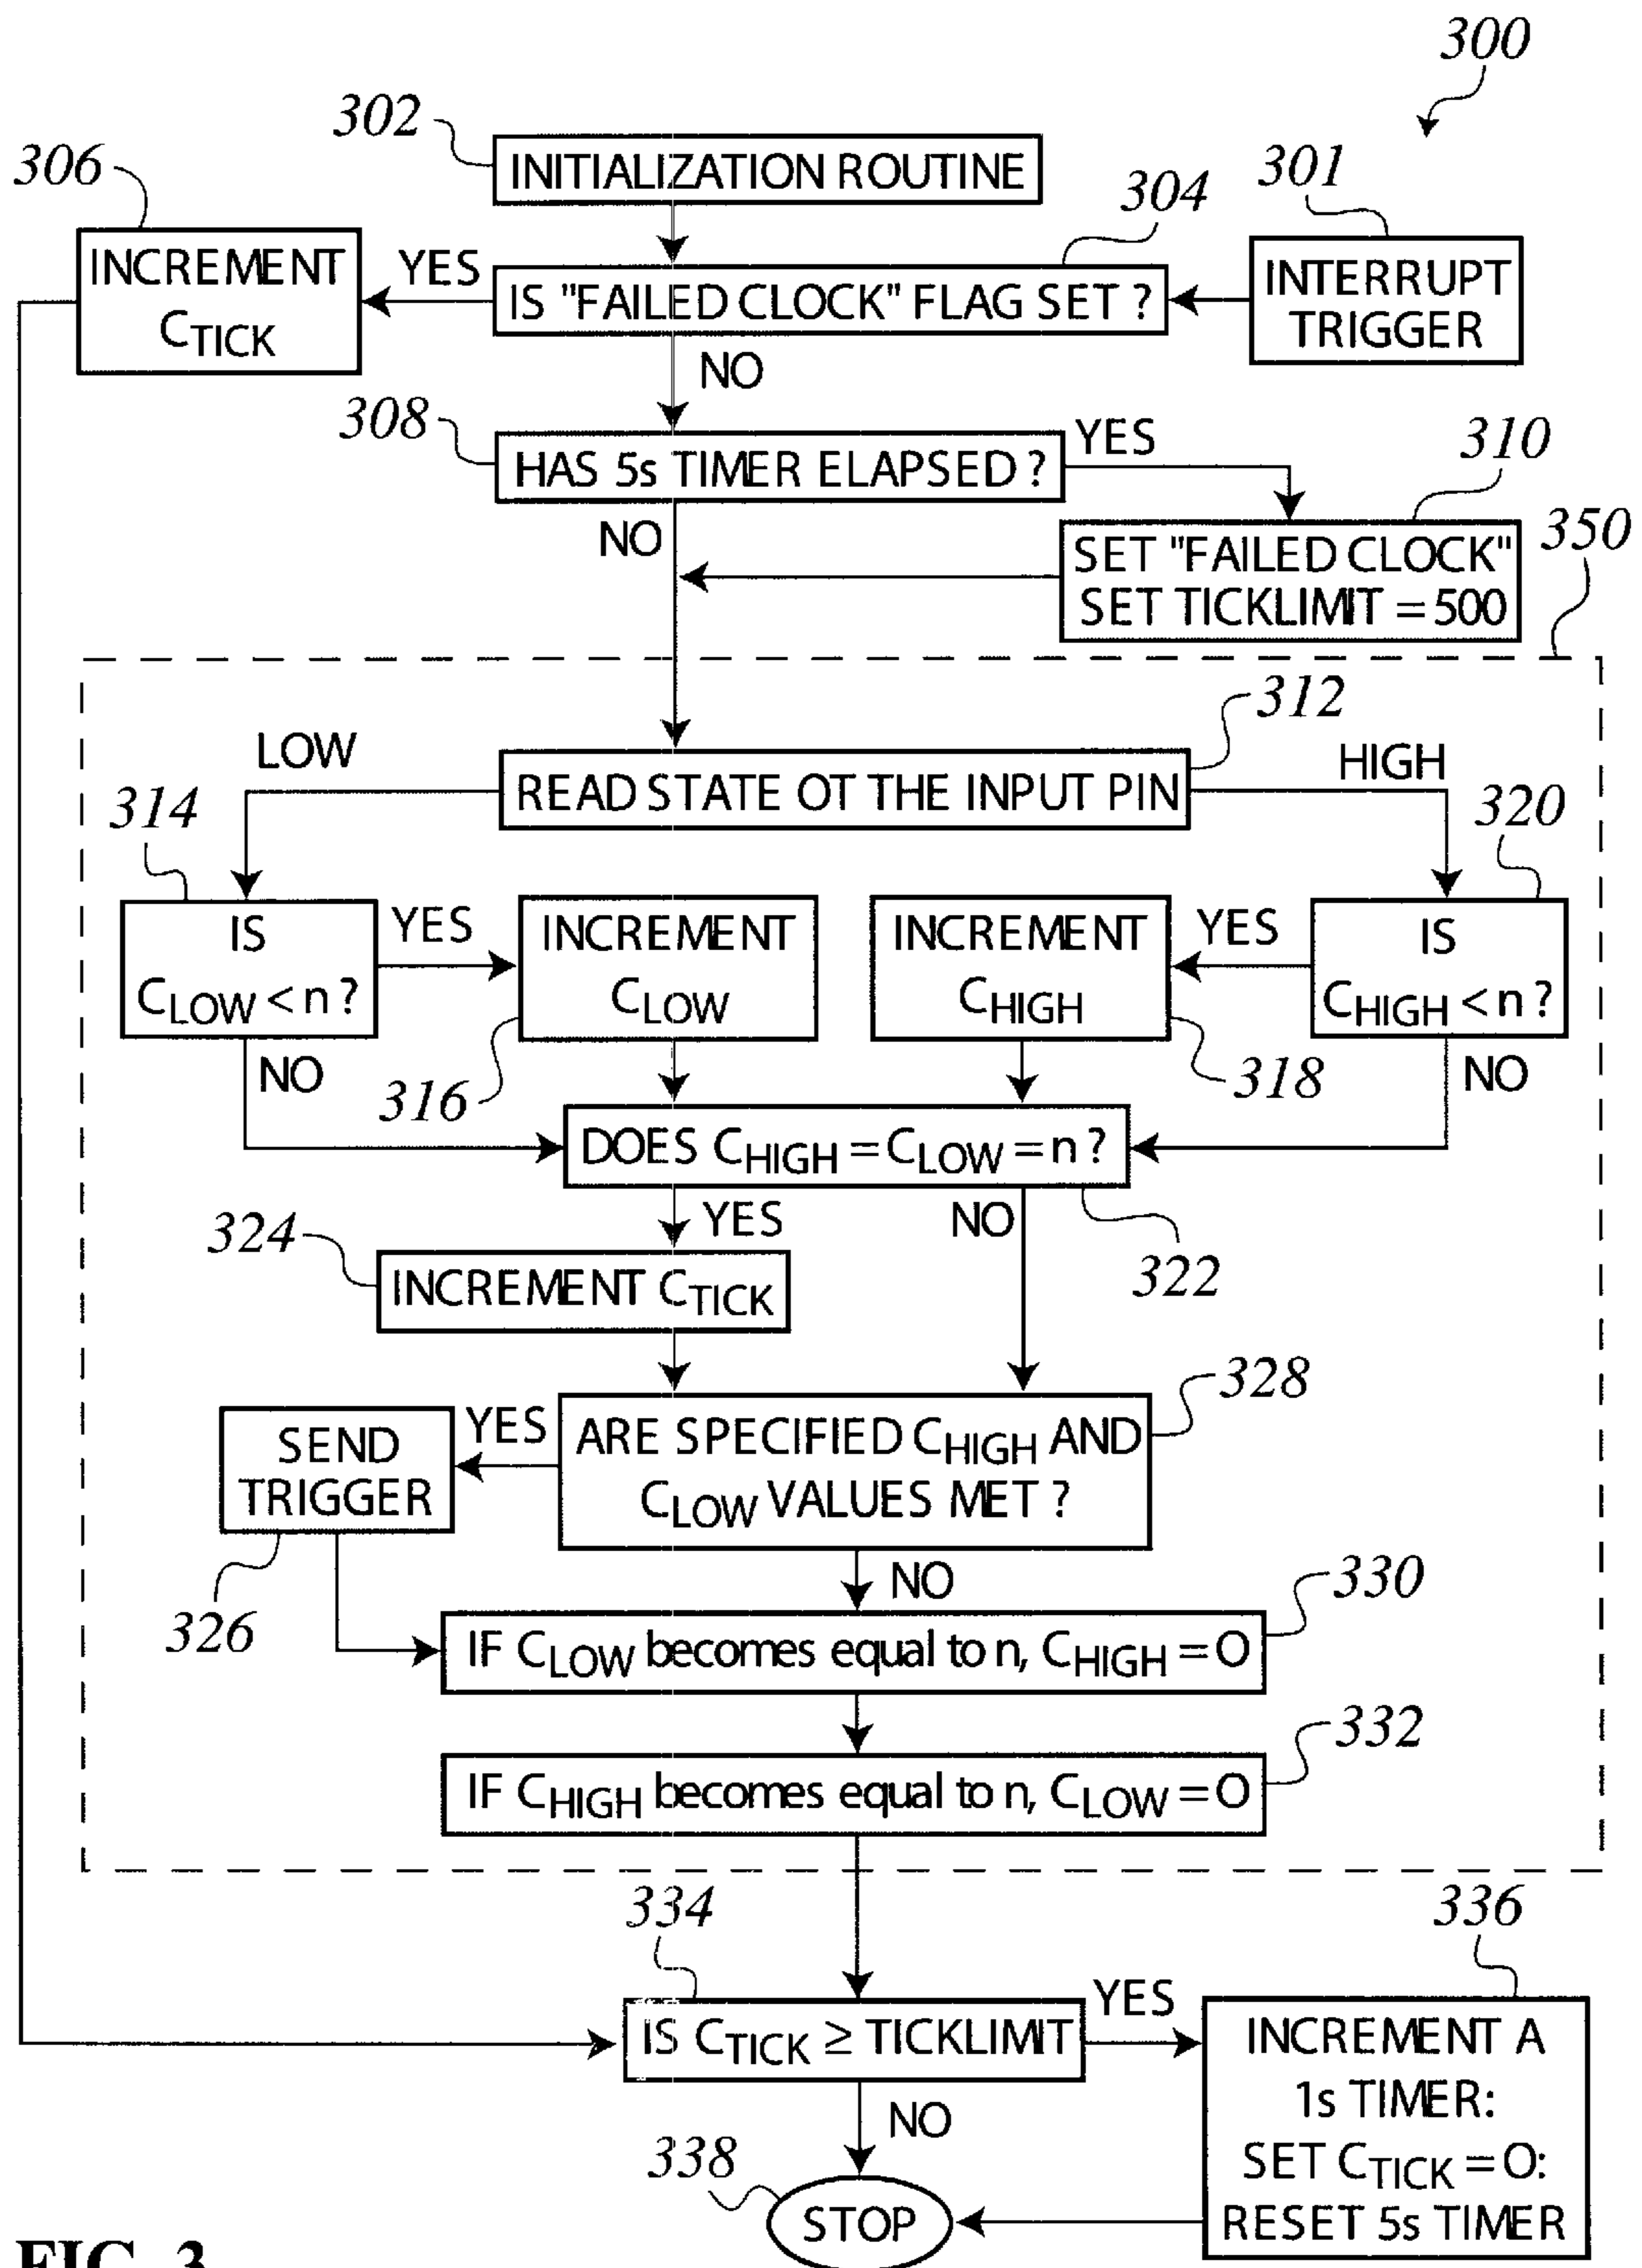 300
302
INITIALIZATION ROUTINE
306
304
301
INCREMENT
CTICK
YES
IS "FAILED CLOCK" FLAG SET ?
INTERRUPT
TRIGGER
NO
308
HAS 5s TIMER ELAPSED ?
YES
310
NO
SET "FAILED CLOCK"
SET TICKLIMIT = 500
350
312
LOW
READ STATE OT THE INPUT PIN
HIGH
314
320
IS
CLOW < n ?
YES
INCREMENT
CLOW
INCREMENT
CHIGH
YES
IS
CHIGH < n ?
NO
316
318
NO
DOES CHIGH = CLOW = n ?
YES
NO
324
322
INCREMENT CTICK
328
SEND
TRIGGER
YES
ARE SPECIFIED CHIGH AND
CLOW VALUES MET ?
326
NO
330
IF CLOW becomes equal to n, CHIGH = O
332
IF CHIGH becomes equal to n, CLOW = O
334
336
IS CTICK ≥ TICKLIMIT
YES
INCREMENT A
1s TIMER:
SET CTICK = O:
RESET 5s TIMER
NO
338
STOP
FIG. 3